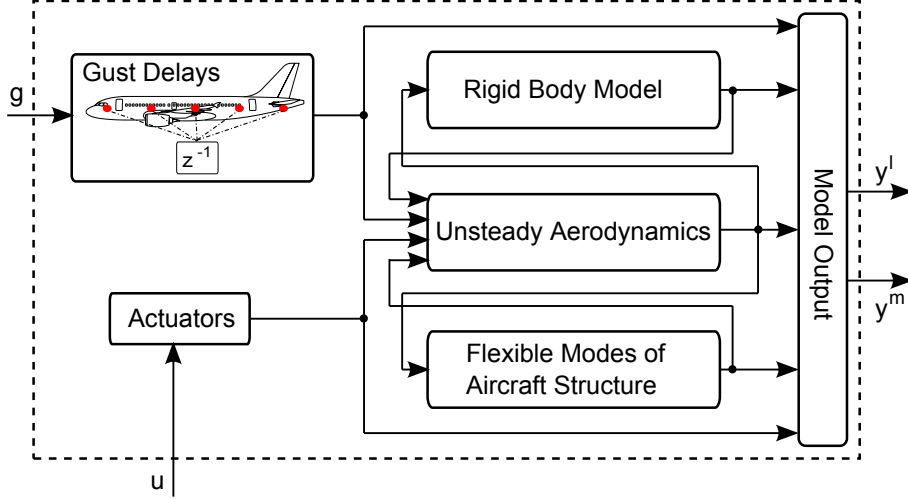 Gust Delays
g
z -1
Rigid Body Model
Unsteady Aerodynamics
Actuators
Flexible Modes of
Aircraft Structure
Model Output
y^l
y^m
u